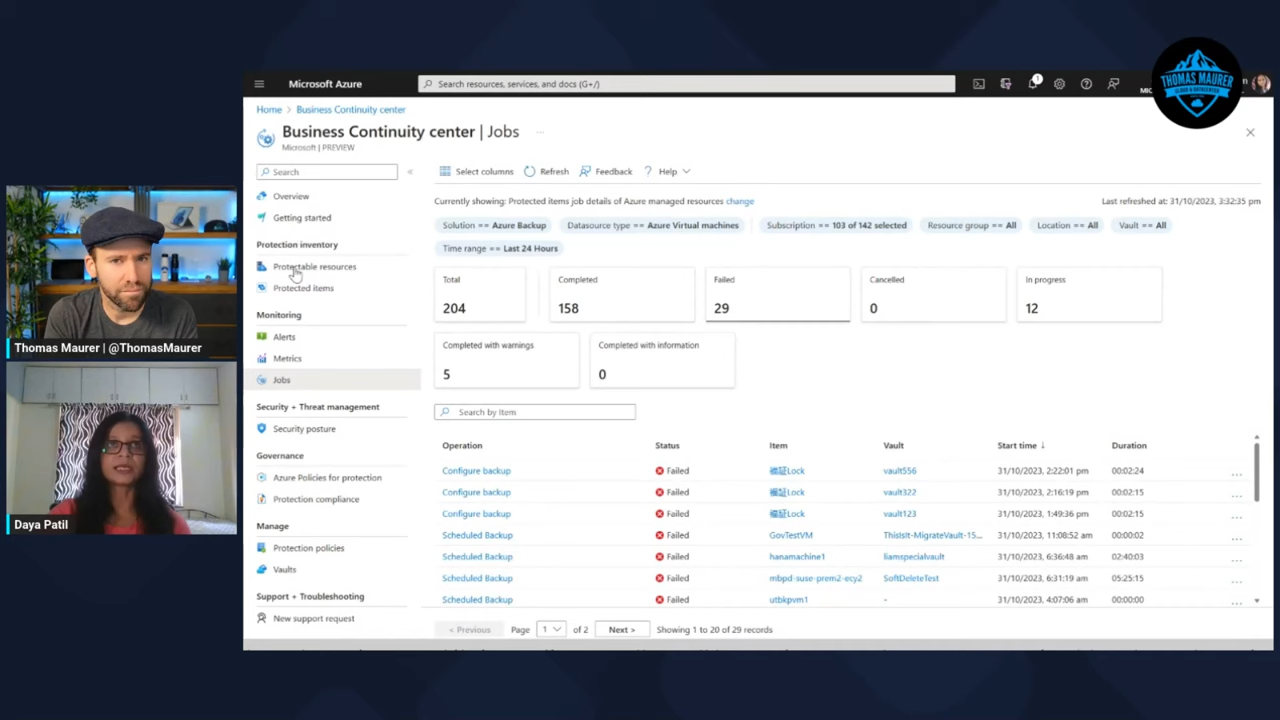 THOMAS MAURER
Microsoft Azure
Search resources, services, and docs (G+/)
1
Home > Business Continuity center
Business Continuity center | Jobs
...
Microsoft | PREVIEW
Search
«
Select columns
Refresh
Feedback
? Help
Overview
Getting started
Protection inventory
Protectable resources
Protected items
Monitoring
Alerts
Metrics
Jobs
Security + Threat management
Security posture
Governance
Azure Policies for protection
Protection compliance
Manage
Protection policies
Vaults
Support + Troubleshooting
New support request
Currently showing: Protected items job details of Azure managed resources change
Last refreshed at: 31/10/2023, 3:32:35 pm
Solution == Azure Backup
Datasource type == Azure Virtual machines
Subscription == 103 of 142 selected
Resource group == All
Location == All
Vault == All
Time range == Last 24 Hours
Total
204
Completed
158
Failed
29
Cancelled
0
In progress
12
Completed with warnings
5
Completed with information
0
Search by Item
Operation Status Item Vault Start time ↓ Duration
Configure backup Failed Lock vault556 31/10/2023, 2:22:01 pm 00:02:24 ...
Configure backup Failed Lock vault322 31/10/2023, 2:16:19 pm 00:02:15 ...
Configure backup Failed Lock vault123 31/10/2023, 1:49:36 pm 00:02:15 ...
Scheduled Backup Failed GovTestVM ThisIsIt-MigrateVault-15... 31/10/2023, 11:08:52 am 00:00:02 ...
Scheduled Backup Failed hanamachine1 liamspecialvault 31/10/2023, 6:36:48 am 02:40:03 ...
Scheduled Backup Failed mbpd-suse-prem2-ecy2 SoftDeleteTest 31/10/2023, 6:31:19 am 05:25:15 ...
Scheduled Backup Failed utbkpvm1 - 31/10/2023, 4:07:06 am 00:00:00 ...
< Previous Page 1 of 2 Next > Showing 1 to 20 of 29 records
Thomas Maurer | @ThomasMaurer
Daya Patil